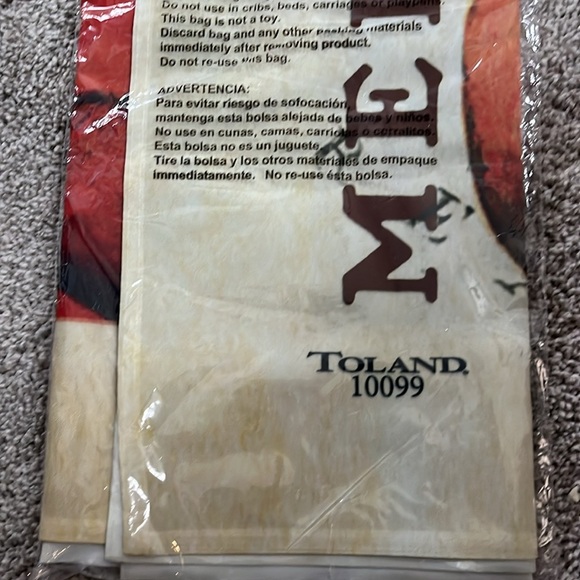 Do not use in cribs, beds, carriages or playpens.
This bag is not a toy.
Discard bag and any other packing materials
immediately after removing product.
Do not re-use this bag.
ADVERTENCIA:
Para evitar riesgo de sofocación,
mantenga esta bolsa alejada de bebés y niños.
No use en cunas, camas, carriolas o corralitos.
Esta bolsa no es un juguete.
Tire la bolsa y los otros materiales de empaque
immediatamente. No re-use ésta bolsa.
ME
TOLAND
10099